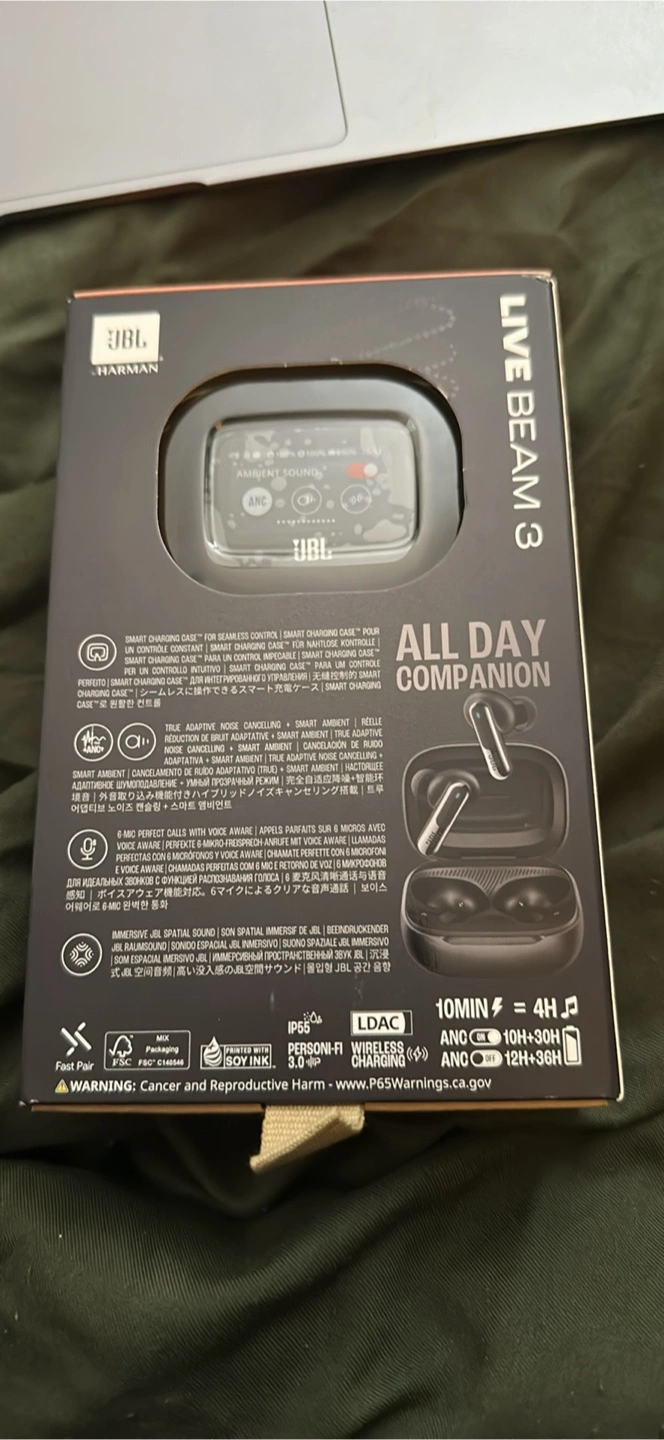 JBL
HARMAN
LIVE BEAM 3
AMBIENT SOUND
ANC
JBL
ALL DAY
COMPANION
SMART CHARGING CASE™ FOR SEAMLESS CONTROL | SMART CHARGING CASE™ POUR
UN CONTRÔLE CONSTANT | SMART CHARGING CASE™ FÜR NAHTLOSE KONTROLLE |
SMART CHARGING CASE™ PARA UN CONTROL IMPECABLE | SMART CHARGING CASE™
PER UN CONTROLLO INTUITIVO | SMART CHARGING CASE™ PARA UM CONTROLE
PERFEITO | SMART CHARGING CASE™ ДЛЯ ИНТЕГРИРОВАННОГО УПРАВЛЕНИЯ | 无缝控制的 SMART
CHARGING CASE™ | シームレスに操作できるスマート充電ケース | SMART CHARGING
CASE™로 원활한 컨트롤
ANC+
TRUE ADAPTIVE NOISE CANCELLING + SMART AMBIENT | RÉELLE
RÉDUCTION DE BRUIT ADAPTATIVE + SMART AMBIENT | TRUE ADAPTIVE
NOISE CANCELLING + SMART AMBIENT | CANCELACIÓN DE RUIDO
ADAPTATIVA + SMART AMBIENT | TRUE ADAPTIVE NOISE CANCELLING +
SMART AMBIENT | CANCELAMENTO DE RUÍDO ADAPTATIVO (TRUE) + SMART AMBIENT | НАСТОЯЩЕЕ
АДАПТИВНОЕ ШУМОПОДАВЛЕНИЕ + УМНЫЙ ПРОЗРАЧНЫЙ РЕЖИМ | 完全自适应降噪+智能环
境音 | 外音取り込み機能付きハイブリッドノイズキャンセリング搭載 | 트루
어댑티브 노이즈 캔슬링 + 스마트 앰비언트
6-MIC PERFECT CALLS WITH VOICE AWARE | APPELS PARFAITS SUR 6 MICROS AVEC
VOICE AWARE | PERFEKTE 6-MIKRO-FREISPRECH-ANRUFE MIT VOICE AWARE | LLAMADAS
PERFECTAS CON 6 MICRÓFONOS Y VOICE AWARE | CHIAMATE PERFETTE CON 6 MICROFONI
E VOICE AWARE | CHAMADAS PERFEITAS COM 6 MIC E RETORNO DE VOZ | 6 МИКРОФОНОВ
ДЛЯ ИДЕАЛЬНЫХ ЗВОНКОВ С ФУНКЦИЕЙ РАСПОЗНАВАНИЯ ГОЛОСА | 6 麦克风清晰通话与语音
感知 | ボイスアウェア機能対応。6マイクによるクリアな音声通話 | 보이스
어웨어로 6-MIC 완벽한 통화
IMMERSIVE JBL SPATIAL SOUND | SON SPATIAL IMMERSIF DE JBL | BEEINDRUCKENDER
JBL RAUMSOUND | SONIDO ESPACIAL JBL INMERSIVO | SUONO SPAZIALE JBL IMMERSIVO
| SOM ESPACIAL IMERSIVO JBL | ИММЕРСИВНЫЙ ПРОСТРАНСТВЕННЫЙ ЗВУК JBL | 沉浸
式 JBL 空间音频 | 高い没入感のJBL空間サウンド | 몰입형 JBL 공간 음향
10MIN = 4H
ANC ON 10H+30H
ANC OFF 12H+36H
Fast Pair
FSC
MIX
Packaging
FSC™ C140546
PRINTED WITH
SOY INK
IP55
PERSONI-FI
3.0
LDAC
WIRELESS
CHARGING
WARNING: Cancer and Reproductive Harm - www.P65Warnings.ca.gov